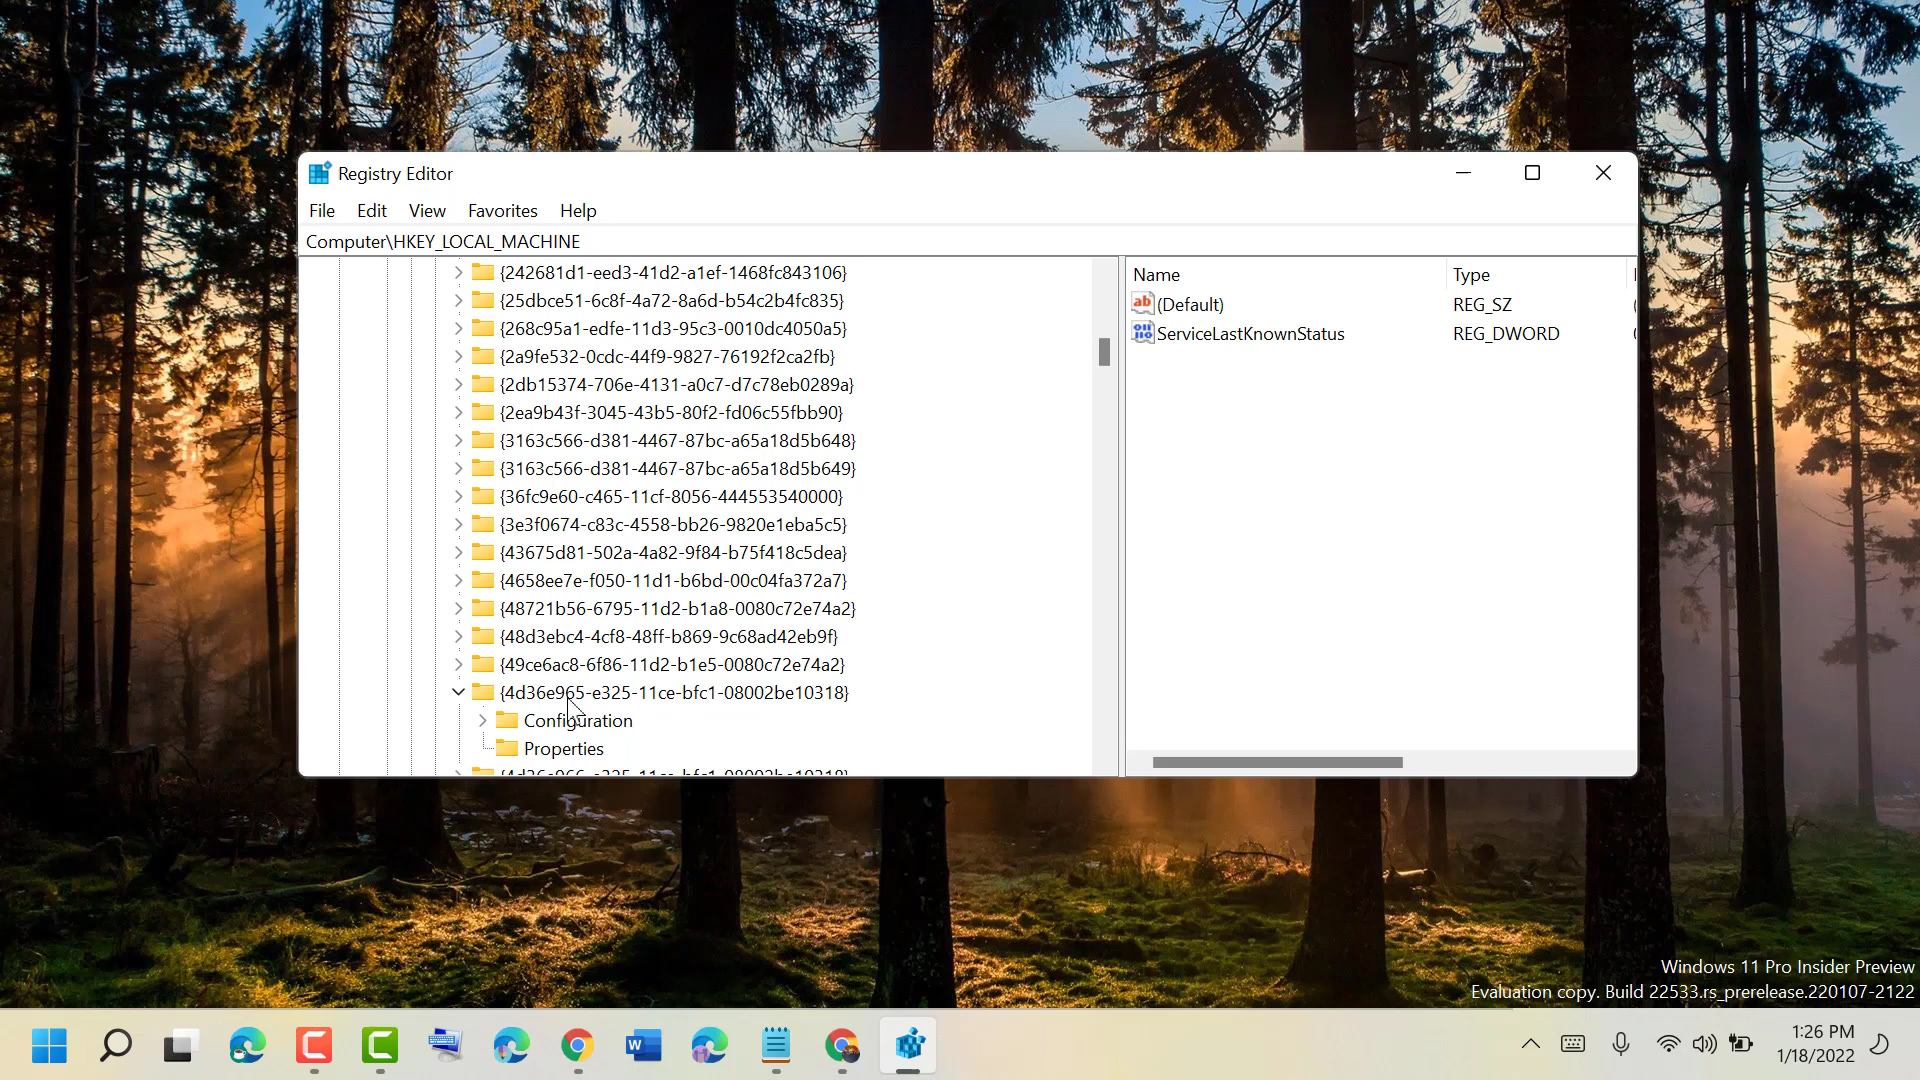 Registry Editor
File Edit View Favorites Help
Computer\HKEY_LOCAL_MACHINE
{242681d1-eed3-41d2-a1ef-1468fc843106}
{25dbce51-6c8f-4a72-8a6d-b54c2b4fc835}
{268c95a1-edfe-11d3-95c3-0010dc4050a5}
{2a9fe532-0cdc-44f9-9827-76192f2ca2fb}
{2db15374-706e-4131-a0c7-d7c78eb0289a}
{2ea9b43f-3045-43b5-80f2-fd06c55fbb90}
{3163c566-d381-4467-87bc-a65a18d5b648}
{3163c566-d381-4467-87bc-a65a18d5b649}
{36fc9e60-c465-11cf-8056-444553540000}
{3e3f0674-c83c-4558-bb26-9820e1eba5c5}
{43675d81-502a-4a82-9f84-b75f418c5dea}
{4658ee7e-f050-11d1-b6bd-00c04fa372a7}
{48721b56-6795-11d2-b1a8-0080c72e74a2}
{48d3ebc4-4cf8-48ff-b869-9c68ad42eb9f}
{49ce6ac8-6f86-11d2-b1e5-0080c72e74a2}
{4d36e965-e325-11ce-bfc1-08002be10318}
Configuration
Properties
{4d36e966-e325-11ce-bfc1-08002be10318}
Name Type
(Default) REG_SZ
ServiceLastKnownStatus REG_DWORD
Windows 11 Pro Insider Preview
Evaluation copy. Build 22533.rs_prerelease.220107-2122
1:26 PM
1/18/2022